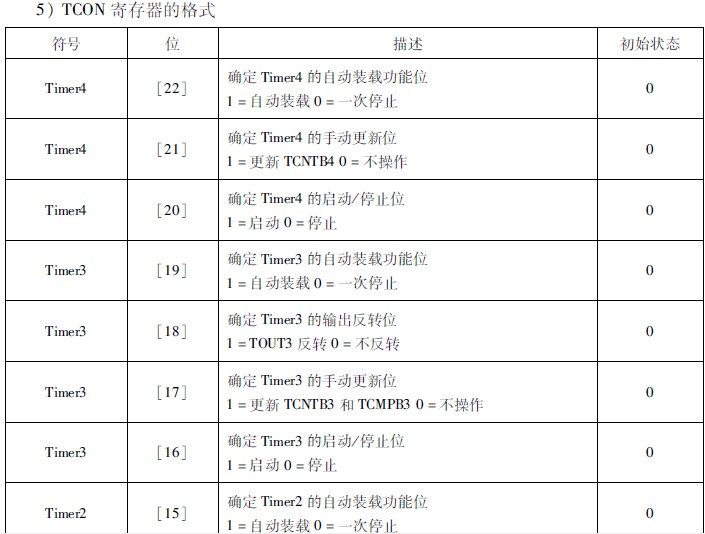 5）TCON 寄存器的格式
符号 位 描述 初始状态
Timer4 [22] 确定 Timer4 的自动装载功能位
1 = 自动装载 0 = 一次停止 0
Timer4 [21] 确定 Timer4 的手动更新位
1 = 更新 TCNTB4 0 = 不操作 0
Timer4 [20] 确定 Timer4 的启动/停止位
1 = 启动 0 = 停止 0
Timer3 [19] 确定 Timer3 的自动装载功能位
1 = 自动装载 0 = 一次停止 0
Timer3 [18] 确定 Timer3 的输出反转位
1 =TOUT3 反转 0 = 不反转 0
Timer3 [17] 确定 Timer3 的手动更新位
1 = 更新 TCNTB3 和 TCMPB3 0 = 不操作 0
Timer3 [16] 确定 Timer3 的启动/停止位
1 = 启动 0 = 停止 0
Timer2 [15] 确定 Timer2 的自动装载功能位
1 = 自动装载 0 = 一次停止 0